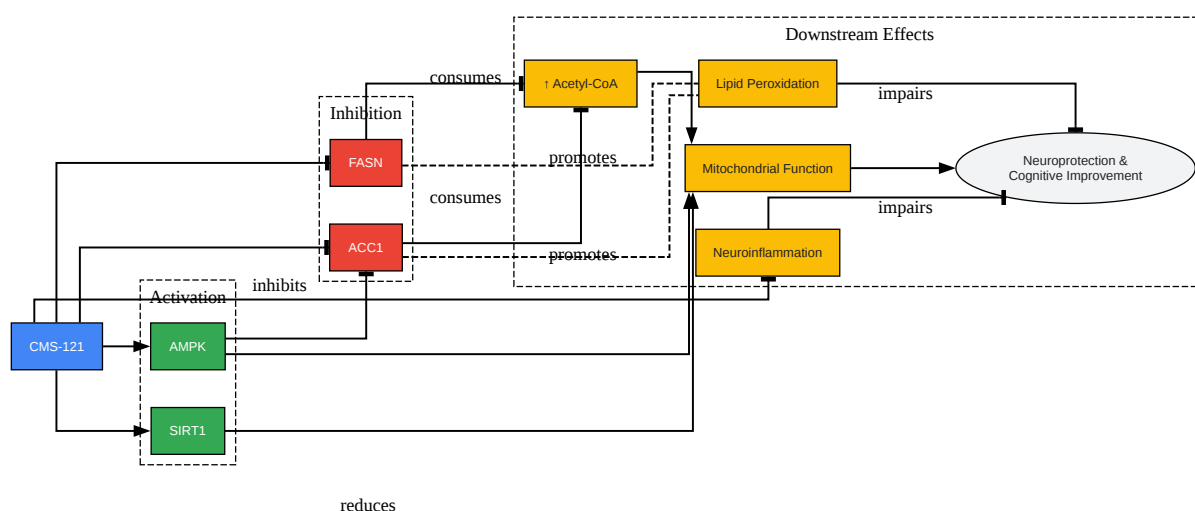 Downstream Effects
consumes
↑ Acetyl-CoA
Lipid Peroxidation
impairs
Inhibition
FASN
promotes
Mitochondrial Function
Neuroprotection &
Cognitive Improvement
consumes
impairs
ACC1
promotes
Neuroinflammation
inhibits
Activation
CMS-121
AMPK
SIRT1
reduces